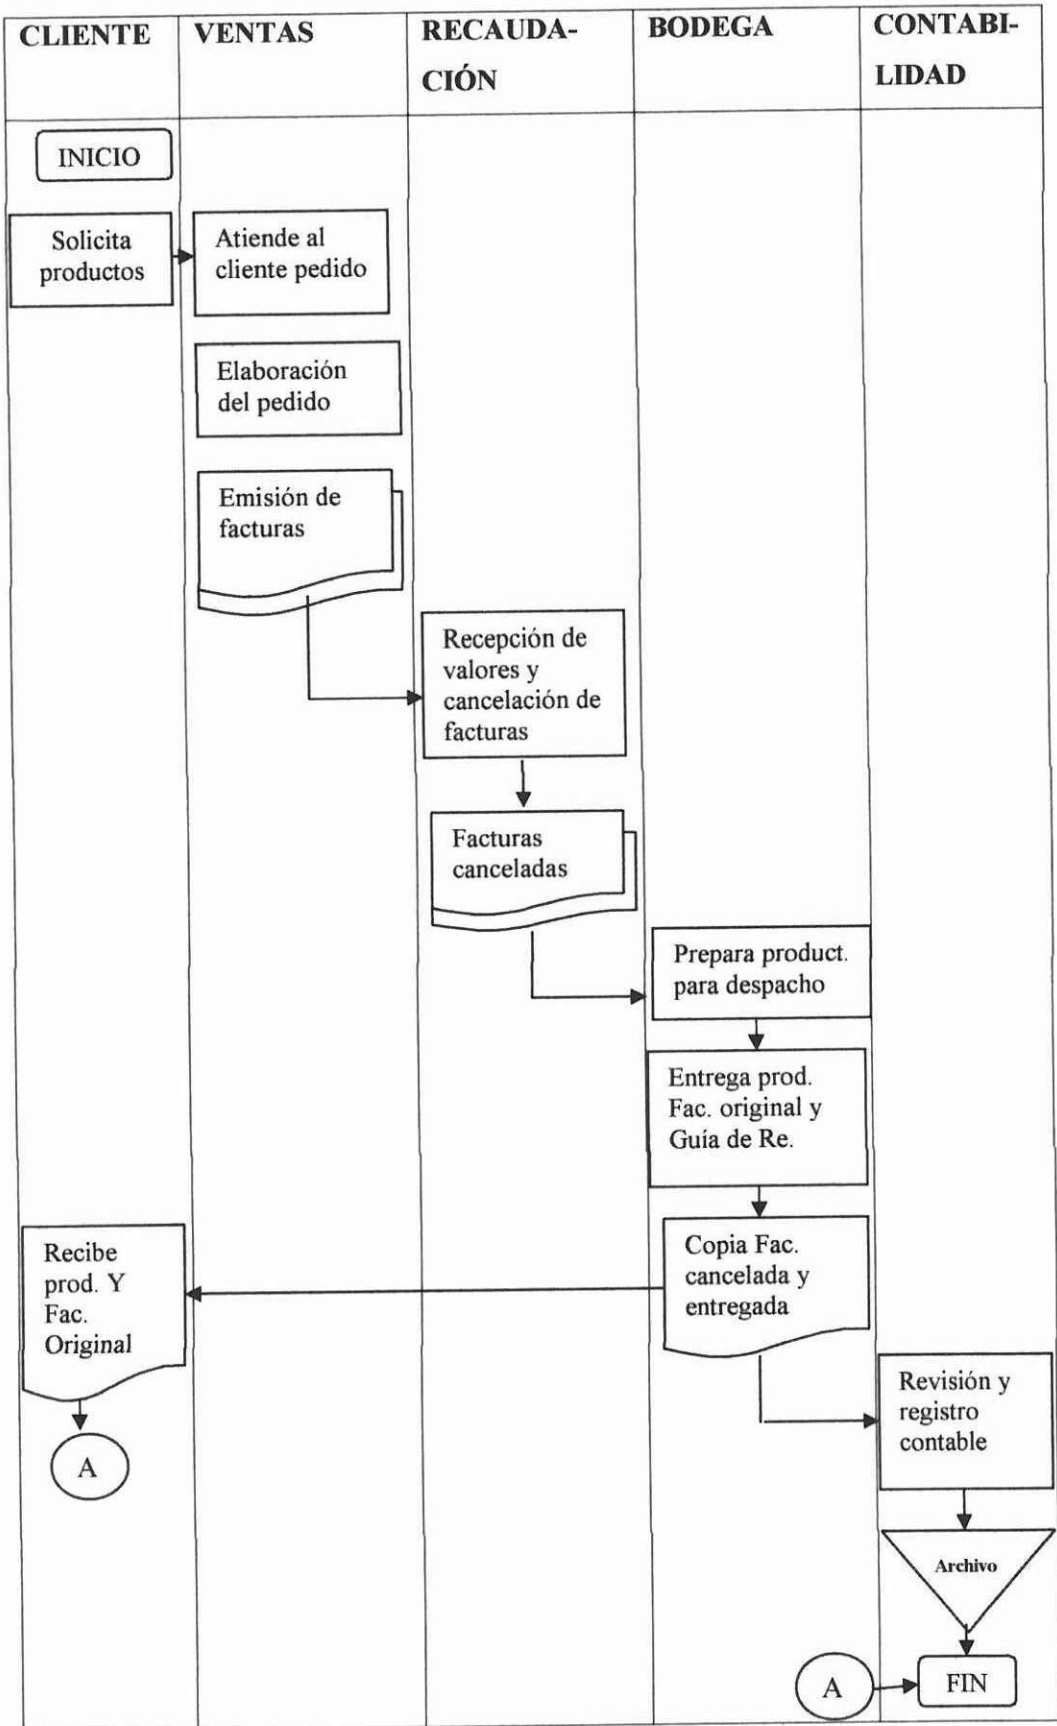 CLIENTE
VENTAS
RECAUDA-
CIÓN
BODEGA
CONTABI-
LIDAD
INICIO
Solicita
productos
Atiende al
cliente pedido
Elaboración
del pedido
Emisión de
facturas
Recepción de
valores y
cancelación de
facturas
Facturas
canceladas
Prepara product.
para despacho
Entrega prod.
Fac. original y
Guía de Re.
Copia Fac.
cancelada y
entregada
Recibe
prod. Y
Fac.
Original
A
Revisión y
registro
contable
Archivo
A
FIN